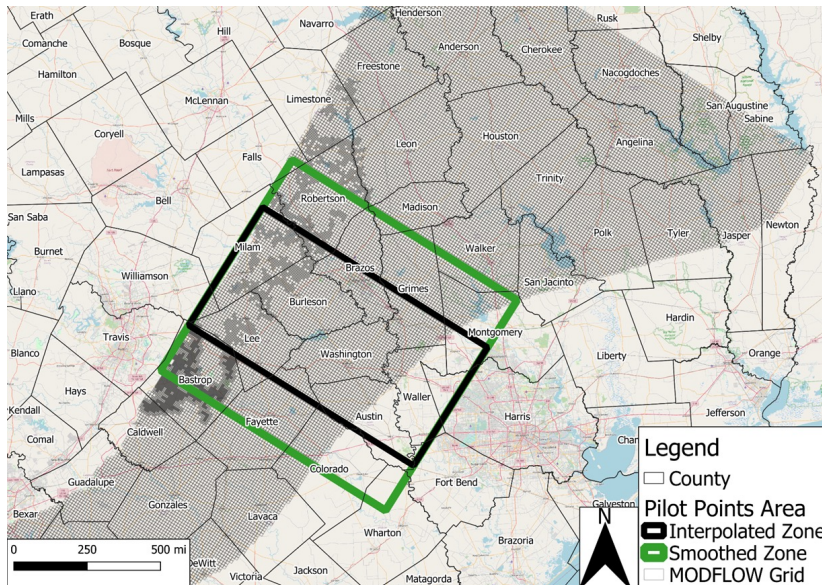 Navarro
Henderson
Rusk
Erath
Hill
Shelby
Bosque
Anderson
Cherokee
Comanche
Freestone
Nacogdoches
Hamilton
McLennan
Limestone
San Augustine
Sabine
Mills
Coryell
Leon
Houston
Angelina
Falls
Lampasas
Trinity
Bell
Robertson
Madison
San Saba
Newton
Milam
Walker
Polk
Tyler
Jasper
Burnet
Williamson
Brazos
Grimes
San Jacinto
Llano
Burleson
Hardin
Montgomery
Travis
Lee
Washington
Liberty
Blanco
Orange
Bastrop
Waller
Hays
Jefferson
Kendall
Fayette
Austin
Harris
Caldwell
Comal
Cham
Colorado
Guadalupe
Fort Bend
Galveston
Bexar
Gonzales
Lavaca
Wharton
Brazoria
DeWitt
Jackson
Victoria
Matagorda
Legend
County
Pilot Points Area
Interpolated Zone
Smoothed Zone
MODFLOW Grid
N
0 250 500 mi